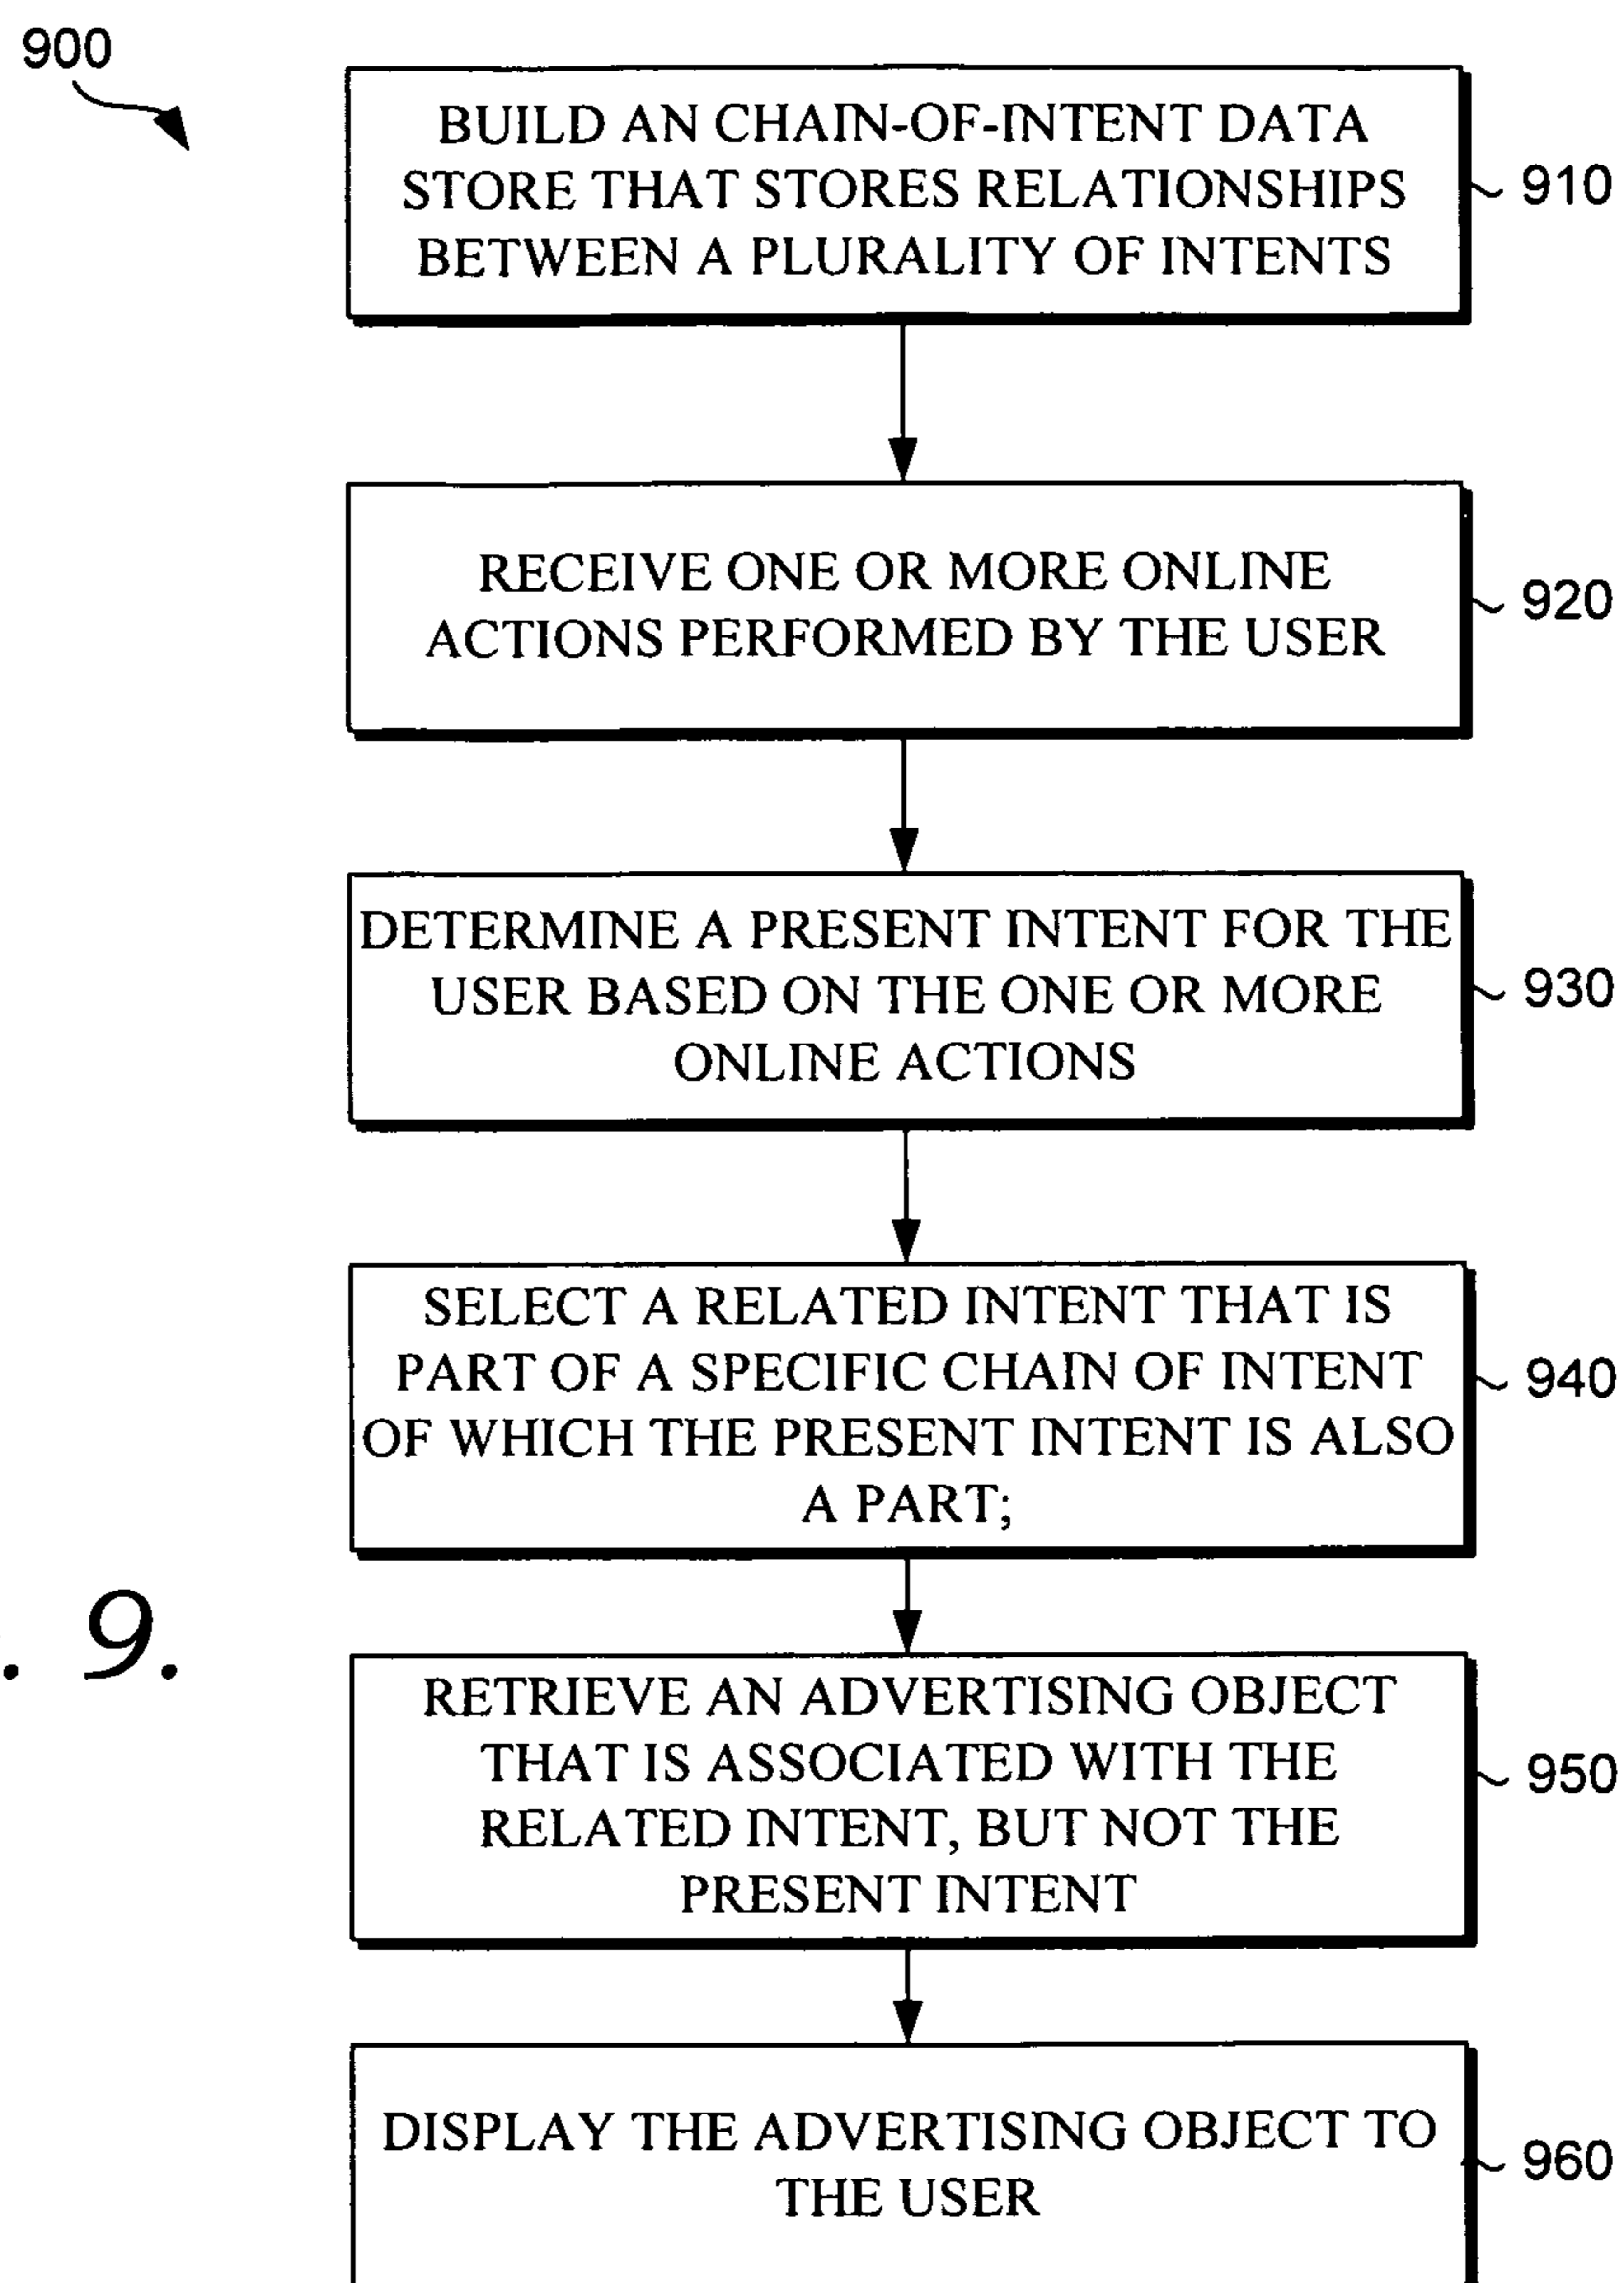 900
BUILD AN CHAIN-OF-INTENT DATA
STORE THAT STORES RELATIONSHIPS
BETWEEN A PLURALITY OF INTENTS
910
RECEIVE ONE OR MORE ONLINE
ACTIONS PERFORMED BY THE USER
920
DETERMINE A PRESENT INTENT FOR THE
USER BASED ON THE ONE OR MORE
ONLINE ACTIONS
930
SELECT A RELATED INTENT THAT IS
PART OF A SPECIFIC CHAIN OF INTENT
OF WHICH THE PRESENT INTENT IS ALSO
A PART;
940
. 9.
RETRIEVE AN ADVERTISING OBJECT
THAT IS ASSOCIATED WITH THE
RELATED INTENT, BUT NOT THE
PRESENT INTENT
950
DISPLAY THE ADVERTISING OBJECT TO
THE USER
960